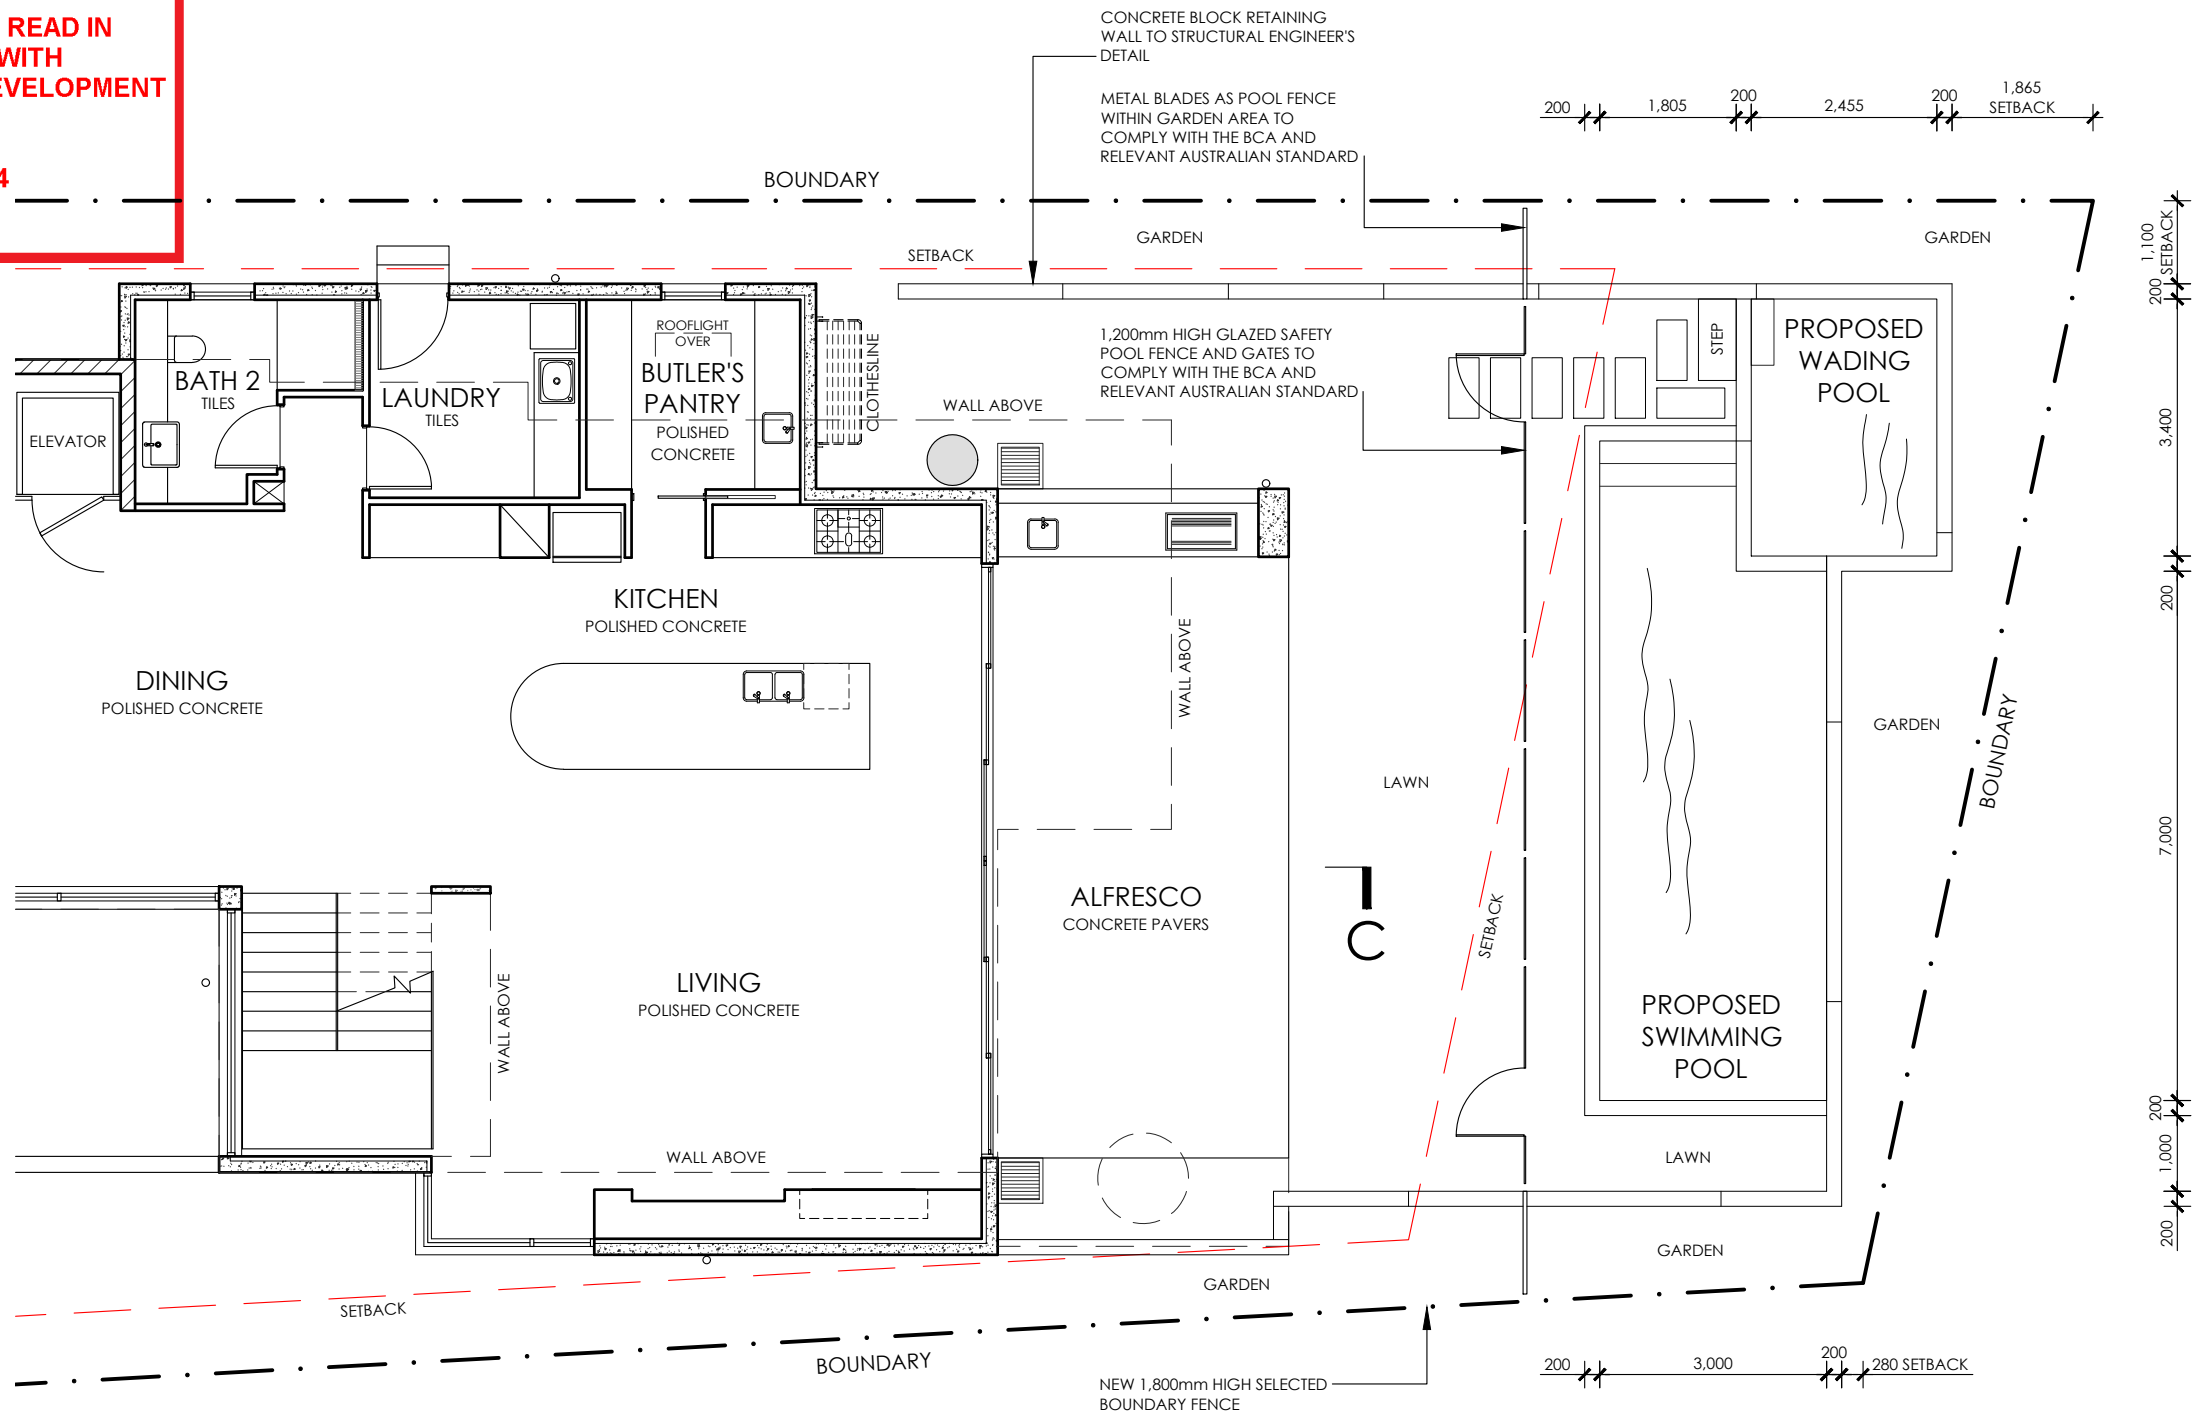 READ IN
WITH
EVELOPMENT
4
CONCRETE BLOCK RETAINING
WALL TO STRUCTURAL ENGINEER'S
DETAIL
METAL BLADES AS POOL FENCE
WITHIN GARDEN AREA TO
COMPLY WITH THE BCA AND
RELEVANT AUSTRALIAN STANDARD
200
1,805
200
2,455
200
1,865
SETBACK
BOUNDARY
GARDEN
GARDEN
SETBACK
1,100
SETBACK
200
3,400
200
7,000
200
1,000
200
1,200mm HIGH GLAZED SAFETY
POOL FENCE AND GATES TO
COMPLY WITH THE BCA AND
RELEVANT AUSTRALIAN STANDARD
STEP
PROPOSED
WADING
POOL
ROOFLIGHT
OVER
BUTLER'S
PANTRY
POLISHED
CONCRETE
CLOTHESLINE
BATH 2
TILES
LAUNDRY
TILES
ELEVATOR
WALL ABOVE
KITCHEN
POLISHED CONCRETE
WALL ABOVE
DINING
POLISHED CONCRETE
GARDEN
BOUNDARY
LAWN
ALFRESCO
CONCRETE PAVERS
C
SETBACK
LIVING
POLISHED CONCRETE
WALL ABOVE
PROPOSED
SWIMMING
POOL
WALL ABOVE
LAWN
GARDEN
GARDEN
SETBACK
BOUNDARY
NEW 1,800mm HIGH SELECTED
BOUNDARY FENCE
200
3,000
200
280 SETBACK